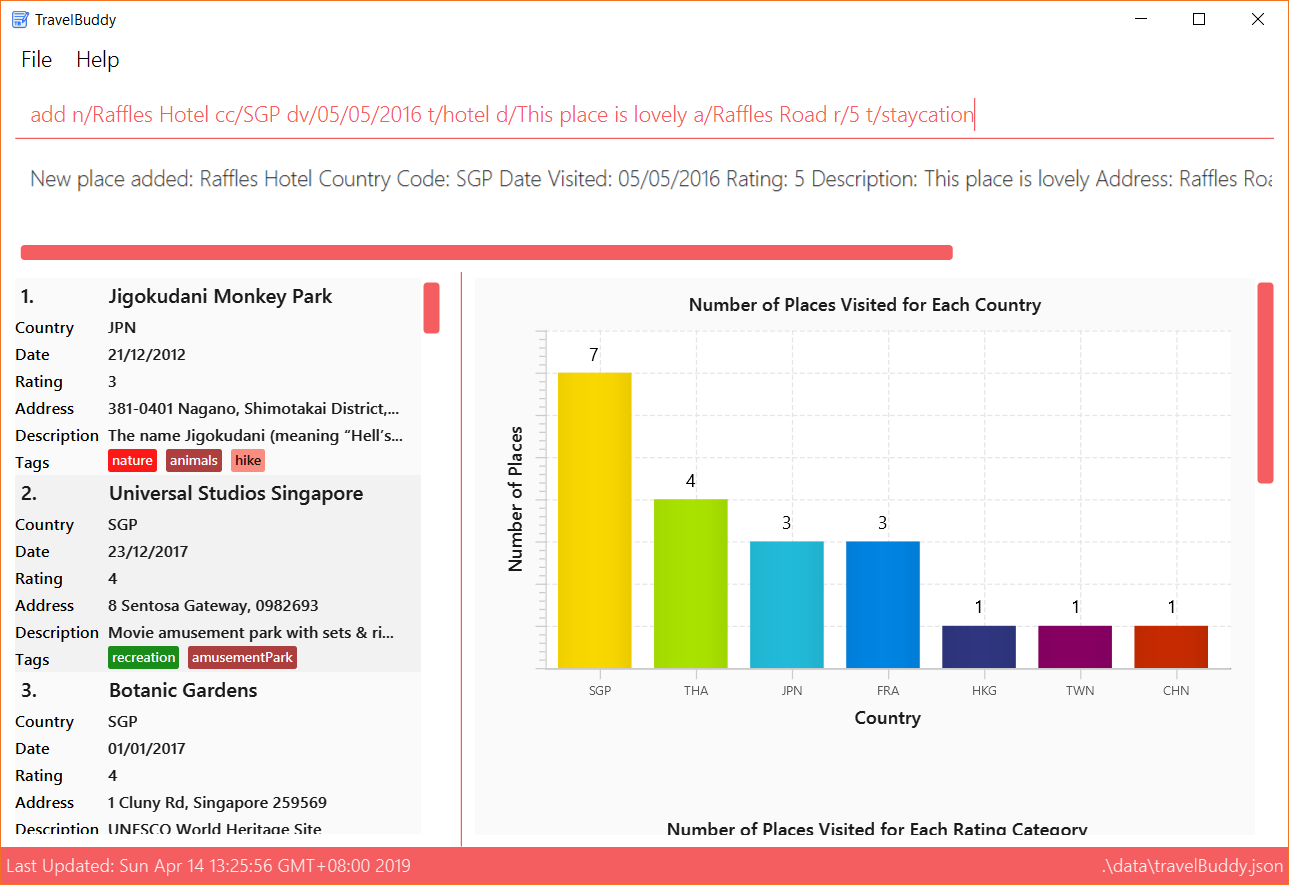 TravelBuddy
File Help
add n/Raffles Hotel cc/SGP dv/05/05/2016 t/hotel d/This place is lovely a/Raffles Road r/5 t/staycation
New place added: Raffles Hotel Country Code: SGP Date Visited: 05/05/2016 Rating: 5 Description: This place is lovely Address: Raffles Roa
1. Jigokudani Monkey Park
Country JPN
Date 21/12/2012
Rating 3
Address 381-0401 Nagano, Shimotakai District,...
Description The name Jigokudani (meaning “Hell’s...
Tags nature animals hike
2. Universal Studios Singapore
Country SGP
Date 23/12/2017
Rating 4
Address 8 Sentosa Gateway, 0982693
Description Movie amusement park with sets & ri...
Tags recreation amusementPark
3. Botanic Gardens
Country SGP
Date 01/01/2017
Rating 4
Address 1 Cluny Rd, Singapore 259569
Description UNESCO World Heritage Site
Number of Places Visited for Each Country
Number of Places
7
4
3
3
1
1
1
SGP THA JPN FRA HKG TWN CHN
Country
Number of Places Visited for Each Rating Category
Last Updated: Sun Apr 14 13:25:56 GMT+08:00 2019
.\data\travelBuddy.json